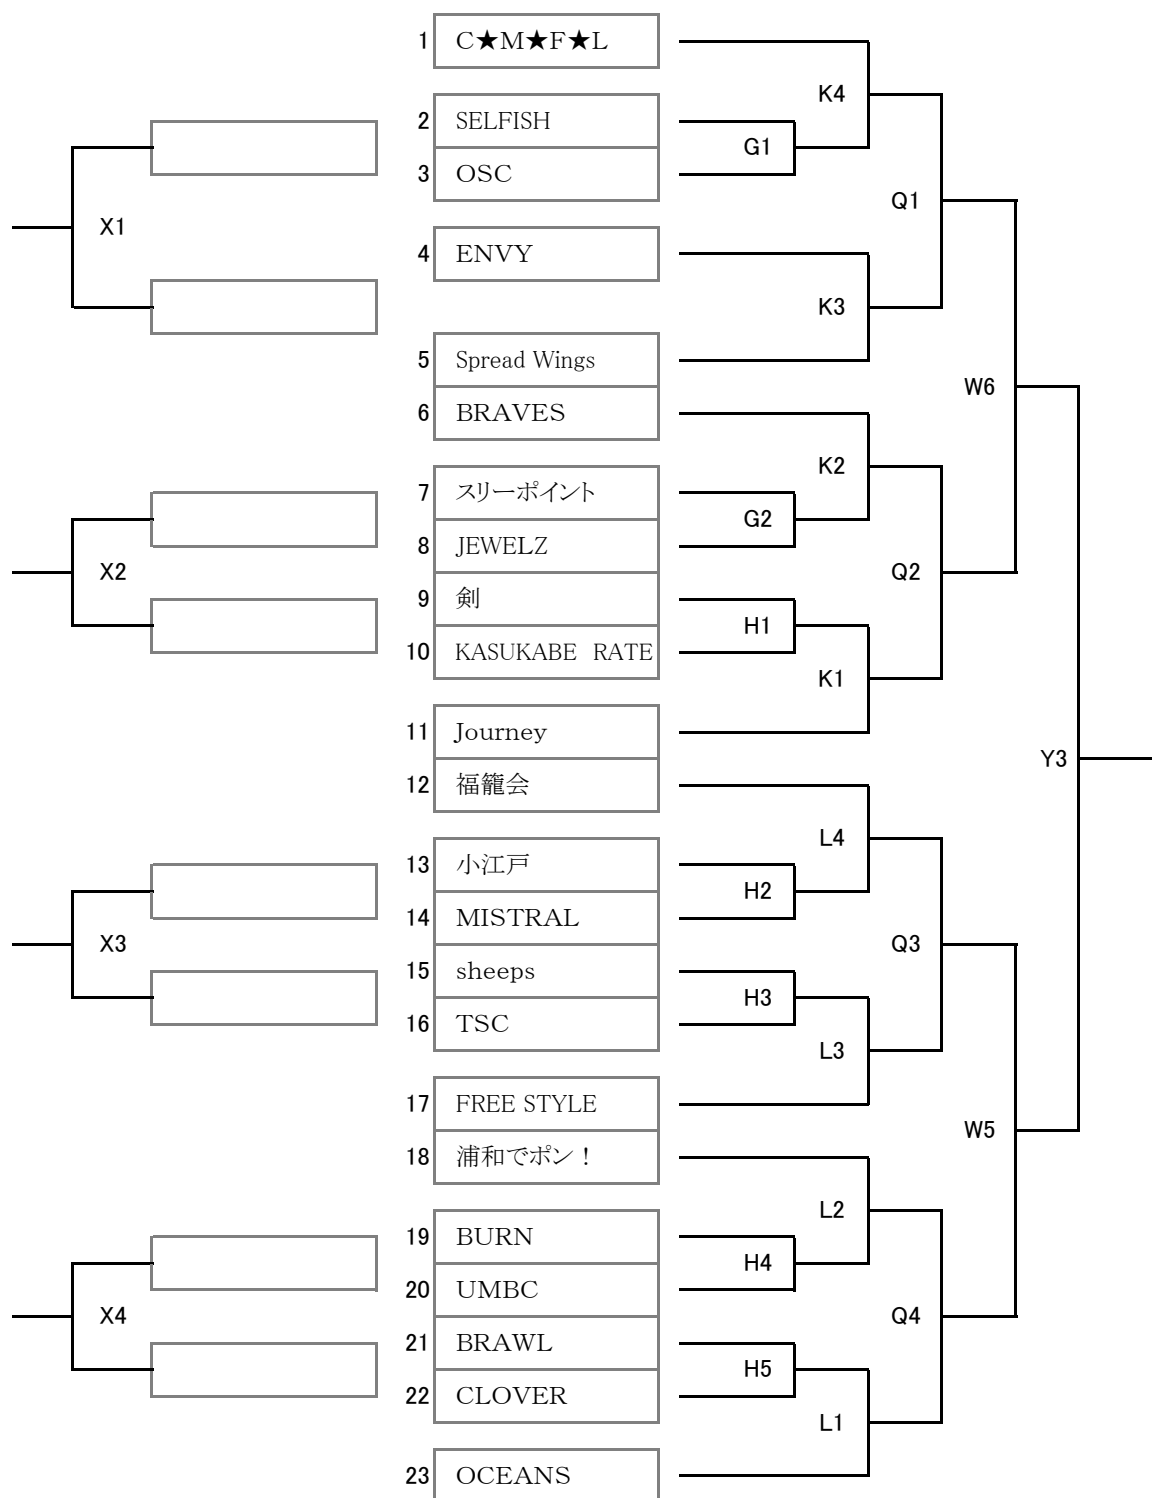 1 C★M★F★L
K4
2 SELFISH
G1
3 OSC
Q1
X1
4 ENVY
K3
5 Spread Wings
W6
6 BRAVES
K2
7 スリーポイント
G2
8 JEWELZ
X2
Q2
9 剣
H1
10 KASUKABE RATE
K1
11 Journey
Y3
12 福籠会
L4
13 小江戸
H2
14 MISTRAL
X3
Q3
15 sheeps
H3
16 TSC
L3
17 FREE STYLE
W5
18 浦和でポン！
L2
19 BURN
H4
20 UMBC
X4
Q4
21 BRAWL
H5
22 CLOVER
L1
23 OCEANS